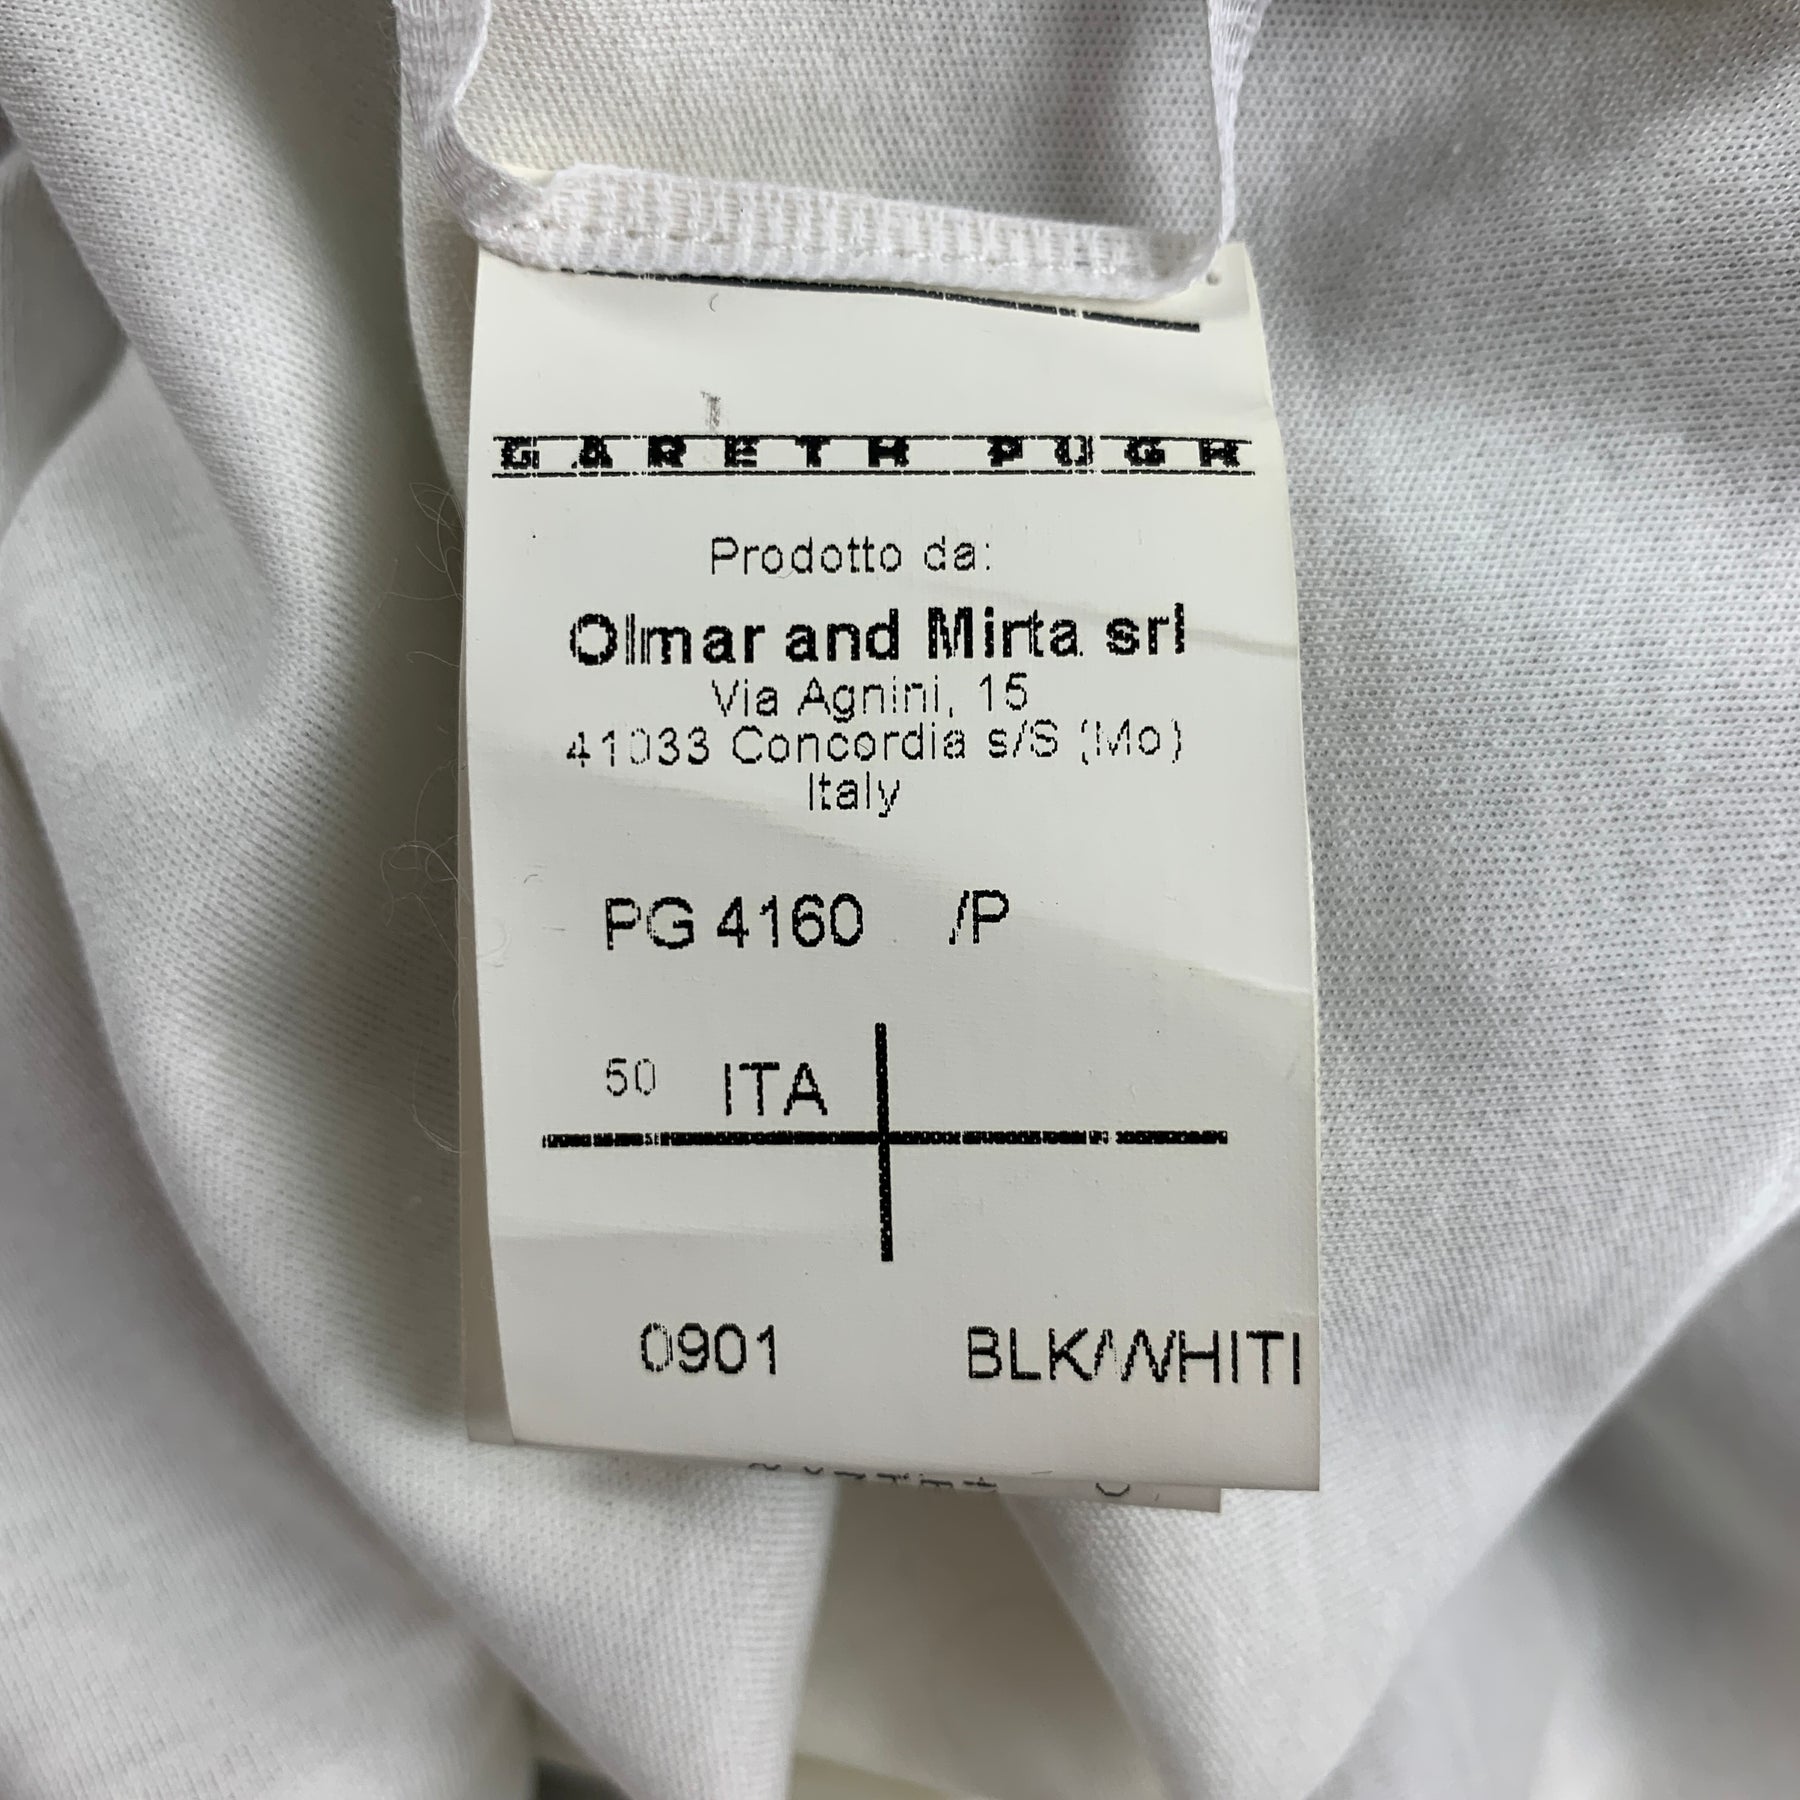 GARETH PUGH
Prodotto da:
Olmar and Mirta srl
Via Agnini, 15
41033 Concordia s/S (Mo)
Italy
PG 4160 /P
50 ITA
0901 BLK/WHITI